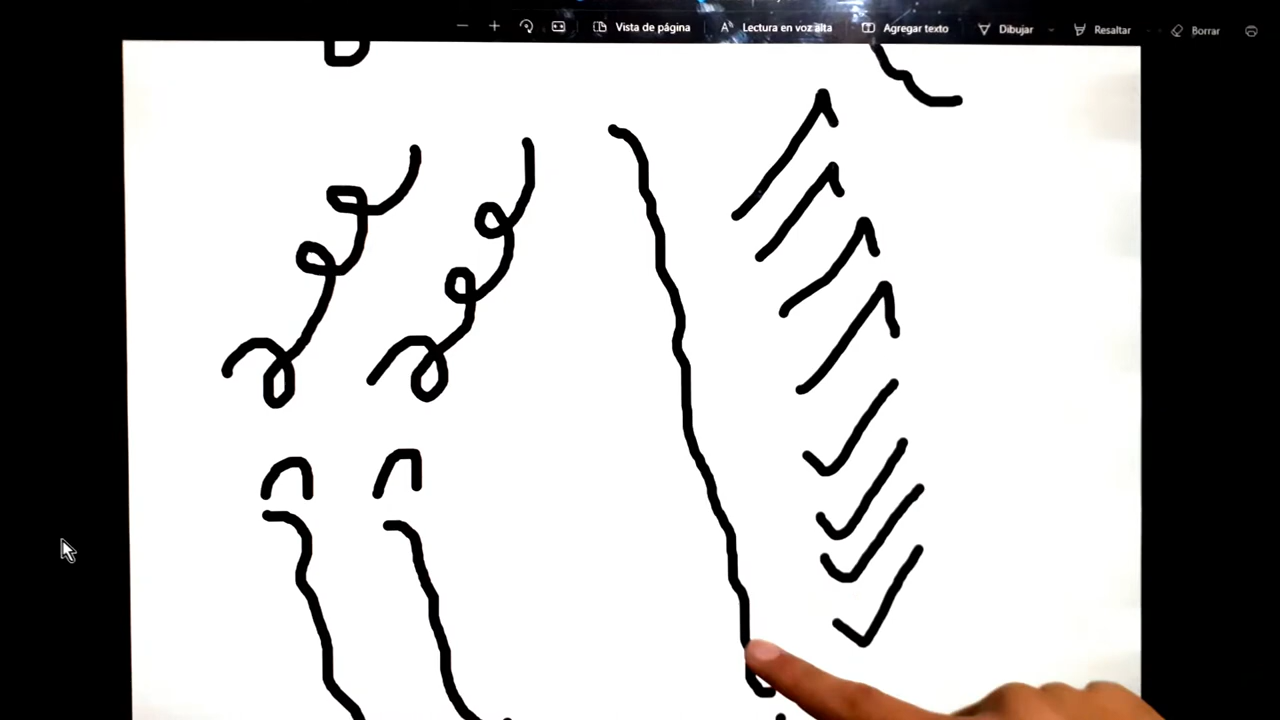 Vista de página
Lectura en voz alta
Agregar texto
Dibujar
Resaltar
Borrar